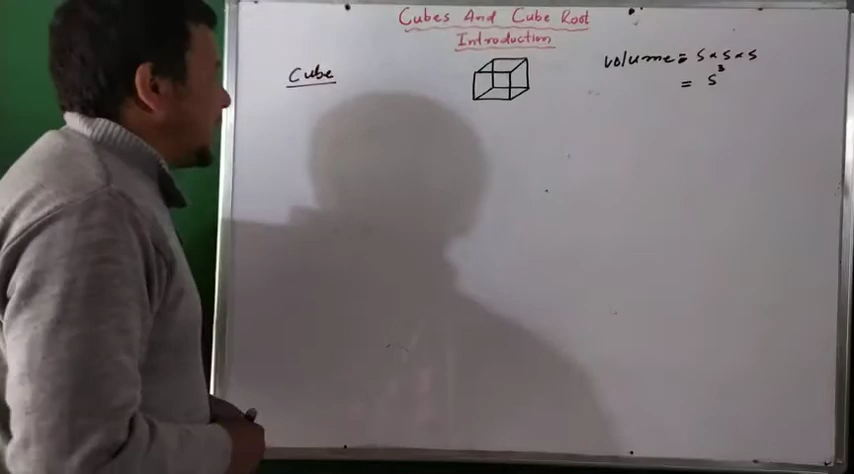 Cubes And Cube Root
Introduction
Cube
Volume = S × S × S
= S³